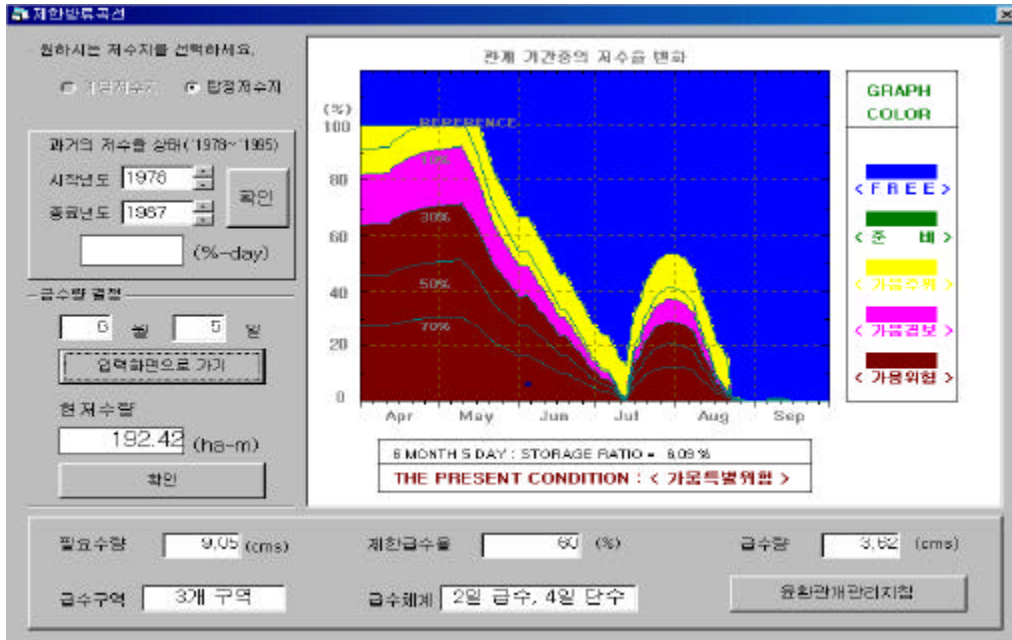 제한방류곡선
원하시는 저수지를 선택하세요.
탑정저수지
과거의 저수율 상태('1978~'1995)
시작년도 1978
종료년도 1987
확인
(%-day)
급수량 결정
6 월 5 일
입력화면으로 가기
현저수량
192.42 (ha-m)
확인
관개 기간중의 저수율 변화
(%)
100
80
60
40
20
0
REFERENCE
10%
30%
50%
70%
Apr May Jun Jul Aug Sep
6 MONTH 5 DAY : STORAGE RATIO = 6.09 %
THE PRESENT CONDITION : < 가뭄특별위험 >
GRAPH
COLOR
< F R E E >
< 준 비 >
< 가뭄주위 >
< 가뭄경보 >
< 가뭄위험 >
필요수량 9.05 (cms)
제한급수율 60 (%)
급수량 3.62 (cms)
급수구역 3개 구역
급수체계 2일 급수, 4일 단수
윤환관개관리지침